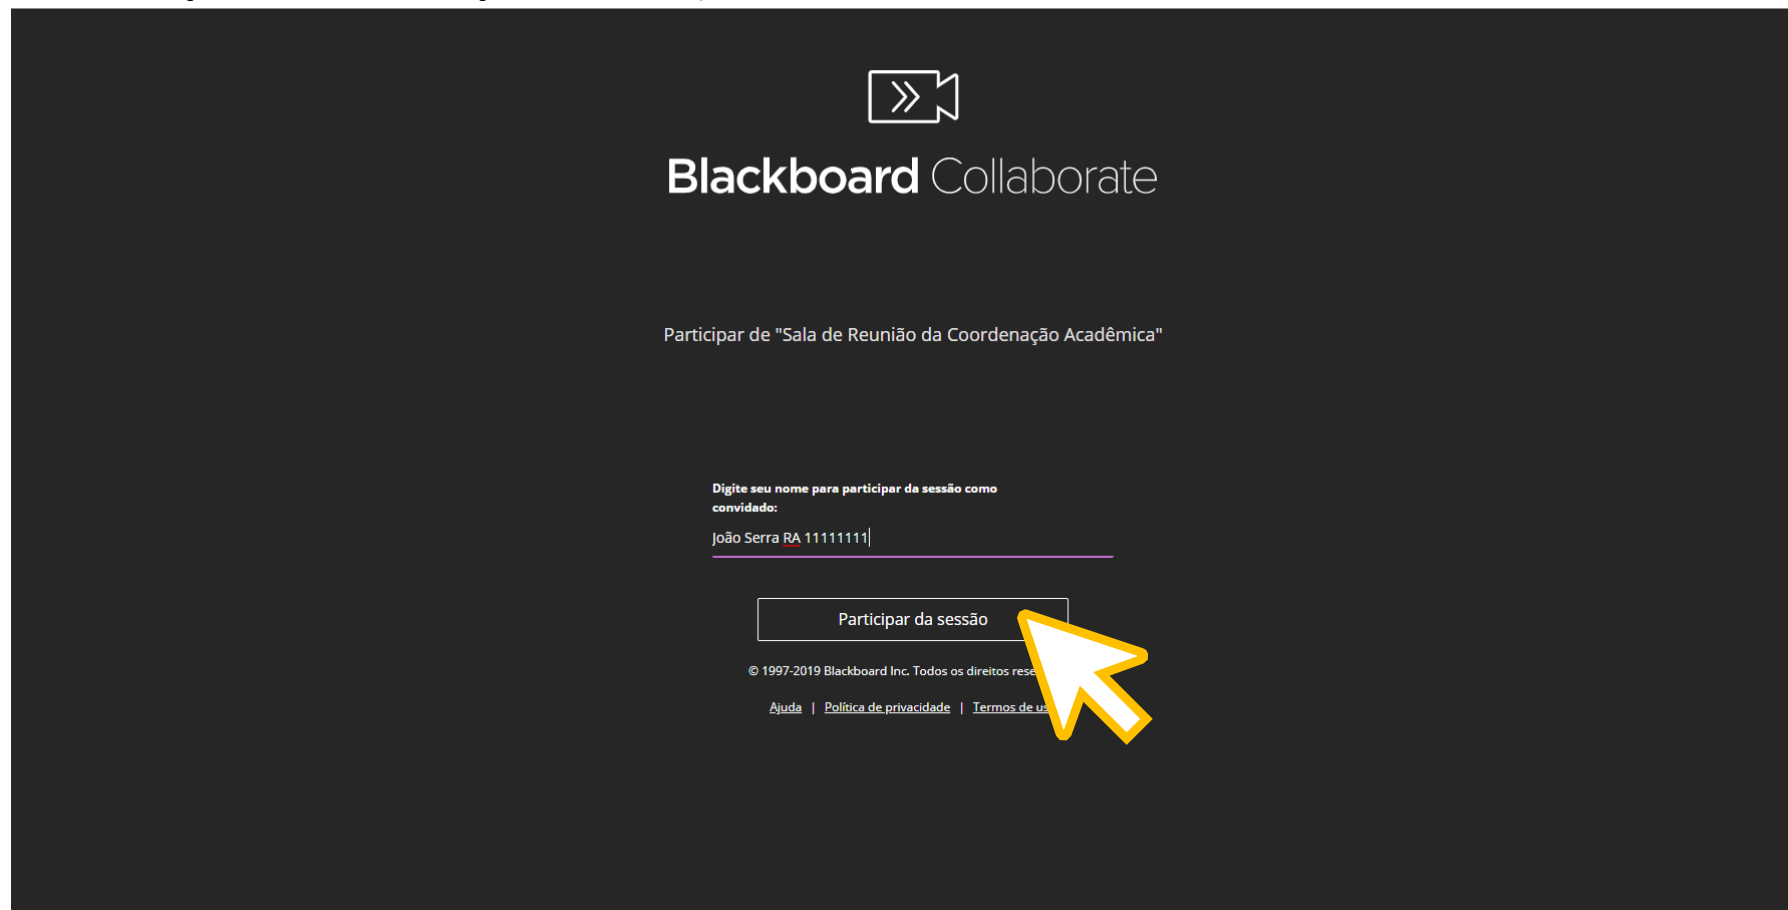 Blackboard Collaborate
Participar de "Sala de Reunião da Coordenação Acadêmica"
Digite seu nome para participar da sessão como
convidado:
João Serra RA 11111111
Participar da sessão
© 1997-2019 Blackboard Inc. Todos os direitos
Ajuda | Política de privacidade | Termos de